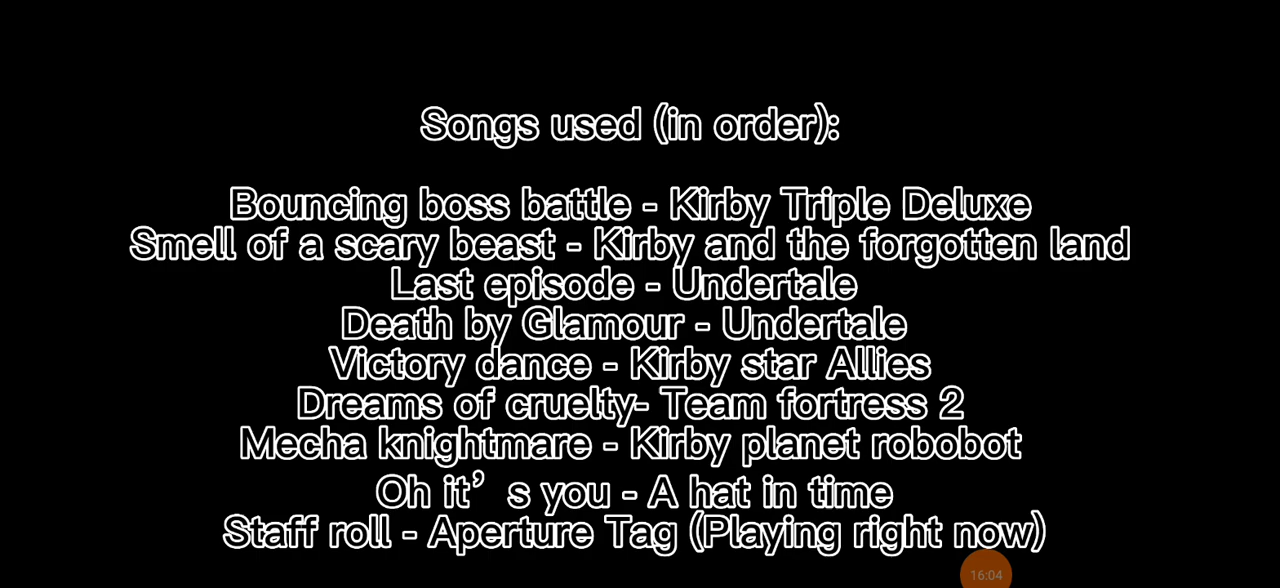 Songs used (in order):
Bouncing boss battle - Kirby Triple Deluxe
Smell of a scary beast - Kirby and the forgotten land
Last episode - Undertale
Death by Glamour - Undertale
Victory dance - Kirby star Allies
Dreams of cruelty- Team fortress 2
Mecha knightmare - Kirby planet robobot
Oh it’s you - A hat in time
Staff roll - Aperture Tag (Playing right now)
16:04